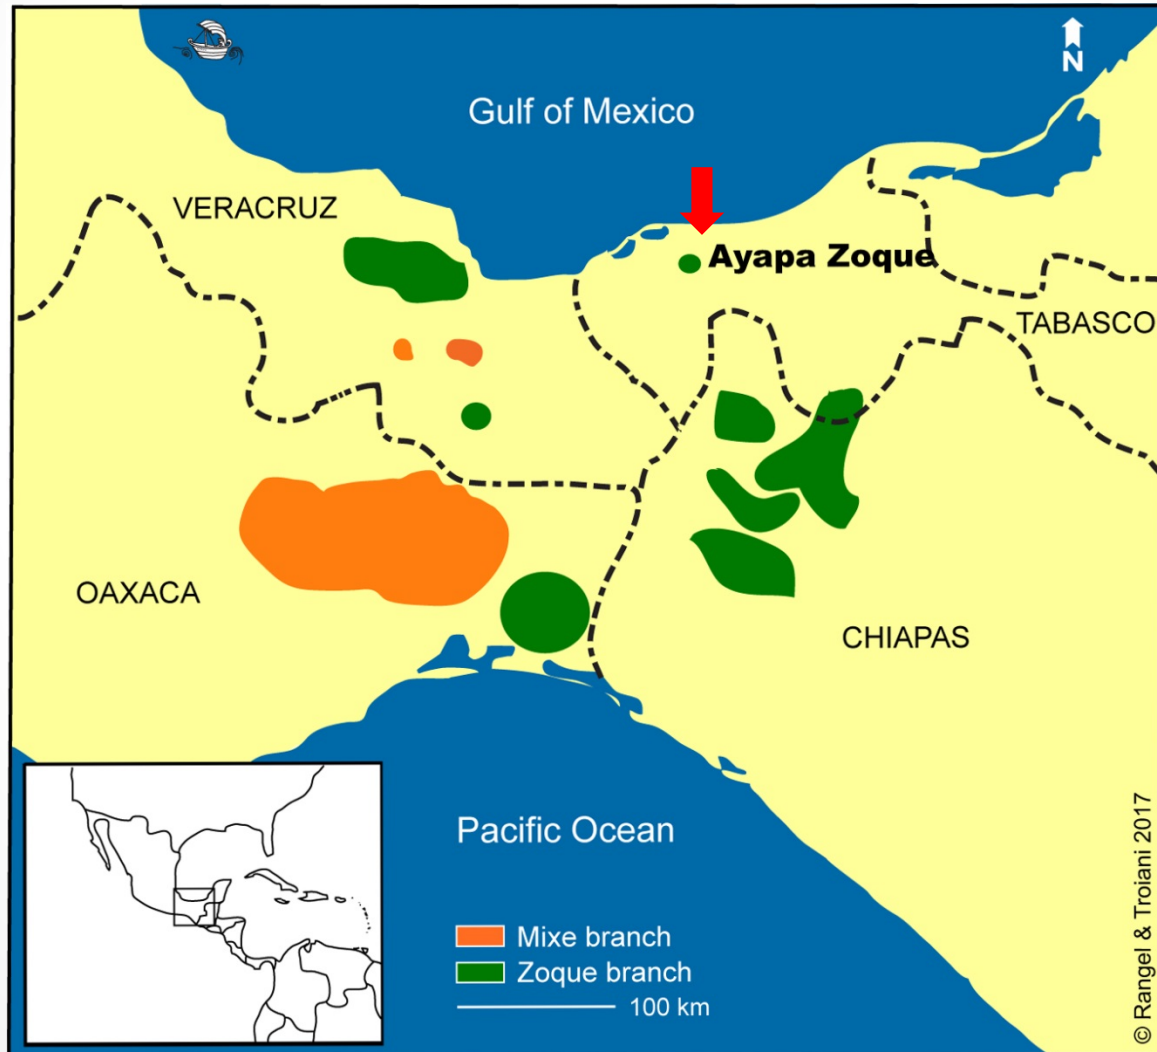 N
Gulf of Mexico
VERACRUZ
Ayapa Zoque
TABASCO
OAXACA
CHIAPAS
Pacific Ocean
Mixe branch
Zoque branch
100 km
© Rangel & Troiani 2017